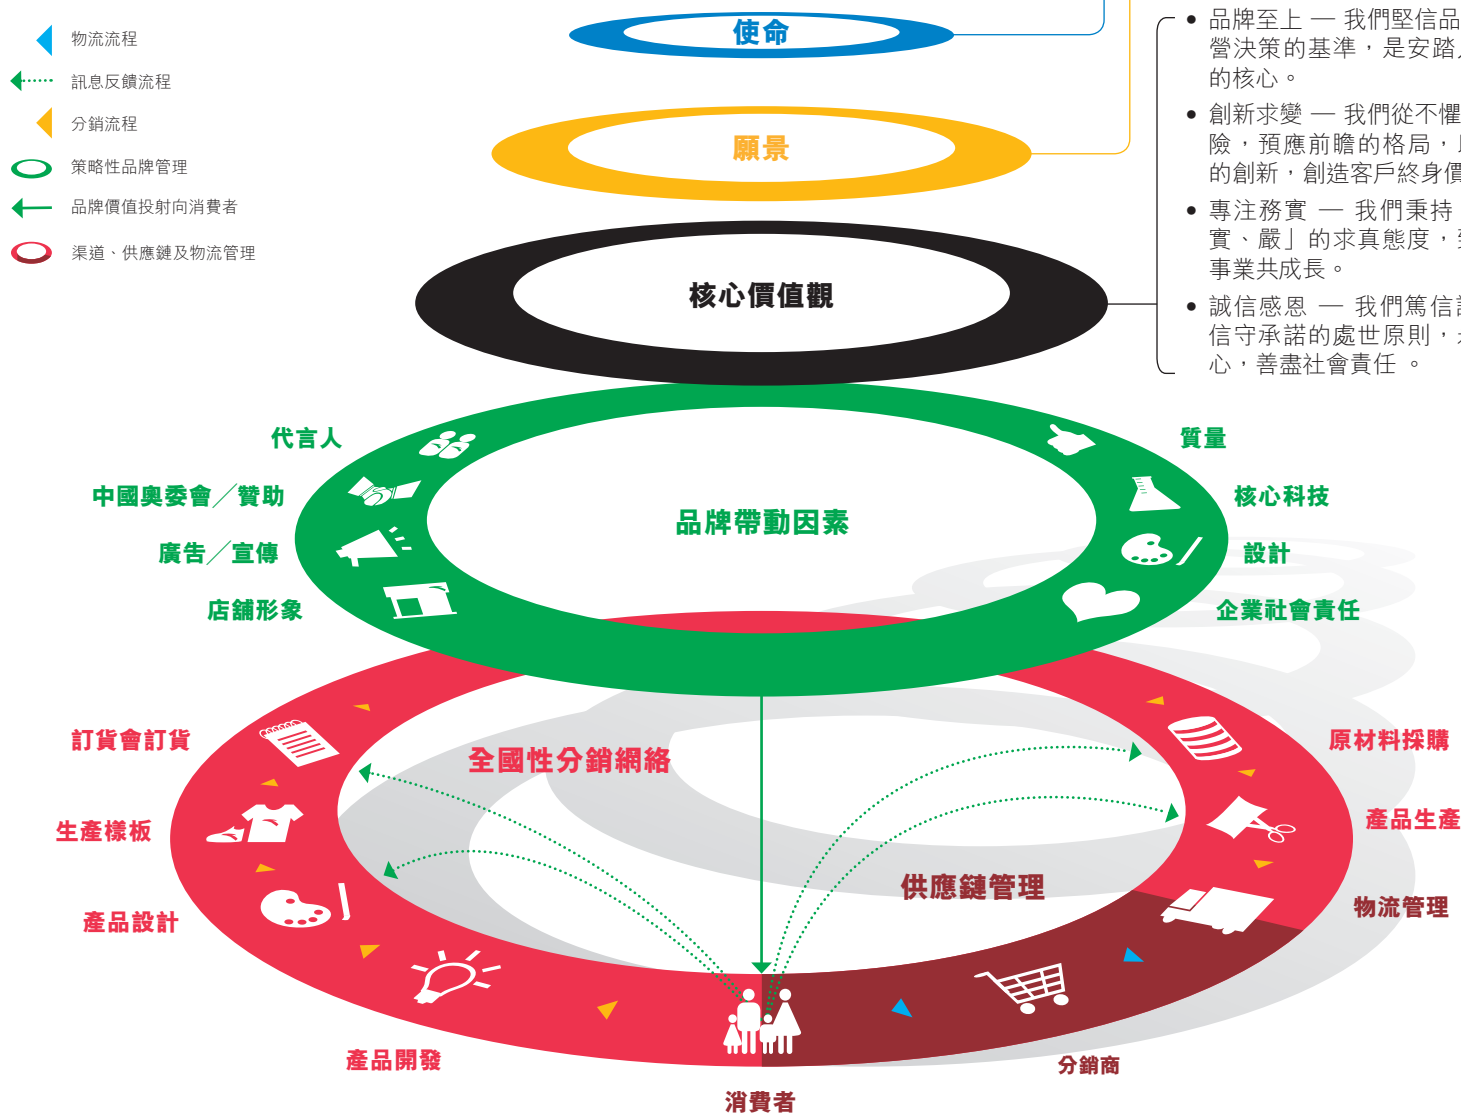 物流流程
訊息反饋流程
分銷流程
策略性品牌管理
品牌價值投射向消費者
渠道、供應鏈及物流管理
使命
願景
核心價值觀
• 品牌至上 — 我們堅信品
營決策的基準，是安踏
的核心。
• 創新求變 — 我們從不懼
險，預應前瞻的格局，
的創新，創造客戶終身價
• 專注務實 — 我們秉持
實、嚴」的求真態度，
事業共成長。
• 誠信感恩 — 我們篤信
信守承諾的處世原則，
心，善盡社會責任 。
品牌帶動因素
代言人
中國奧委會／贊助
廣告／宣傳
店舖形象
質量
核心科技
設計
企業社會責任
全國性分銷網絡
供應鏈管理
訂貨會訂貨
生產樣板
產品設計
產品開發
消費者
分銷商
物流管理
產品生產
原材料採購